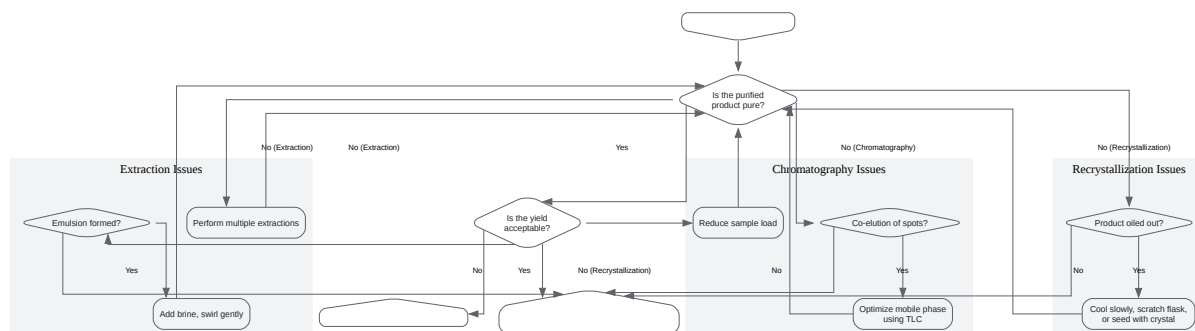 Is the purified
product pure?
No (Extraction)
No (Extraction)
Yes
No (Chromatography)
No (Recrystallization)
Extraction Issues
Chromatography Issues
Recrystallization Issues
Emulsion formed?
Perform multiple extractions
Is the yield
acceptable?
Reduce sample load
Co-elution of spots?
Product oiled out?
Yes
No
Yes
No (Recrystallization)
No
Yes
No
Yes
Add brine, swirl gently
Optimize mobile phase
using TLC
Cool slowly, scratch flask,
or seed with crystal